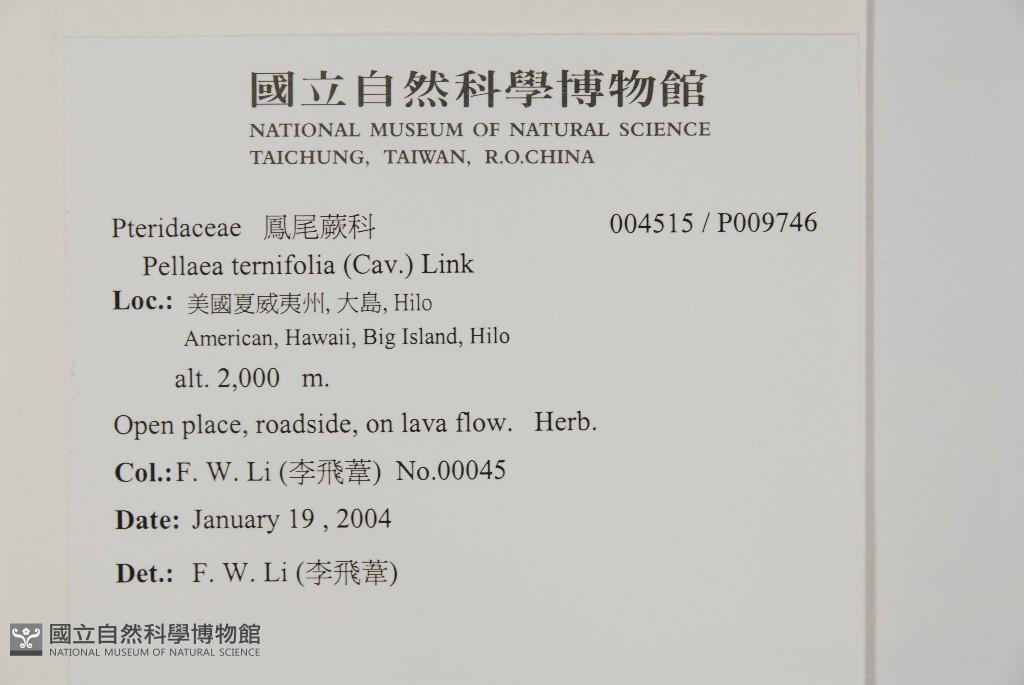 國立自然科學博物館
NATIONAL MUSEUM OF NATURAL SCIENCE
TAICHUNG, TAIWAN, R.O.CHINA
Pteridaceae 鳳尾蕨科 004515 / P009746
Pellaea ternifolia (Cav.) Link
Loc.: 美國夏威夷州, 大島, Hilo
American, Hawaii, Big Island, Hilo
alt. 2,000 m.
Open place, roadside, on lava flow. Herb.
Col.: F. W. Li (李飛葦) No.00045
Date: January 19 , 2004
Det.: F. W. Li (李飛葦)
國立自然科學博物館
NATIONAL MUSEUM OF NATURAL SCIENCE